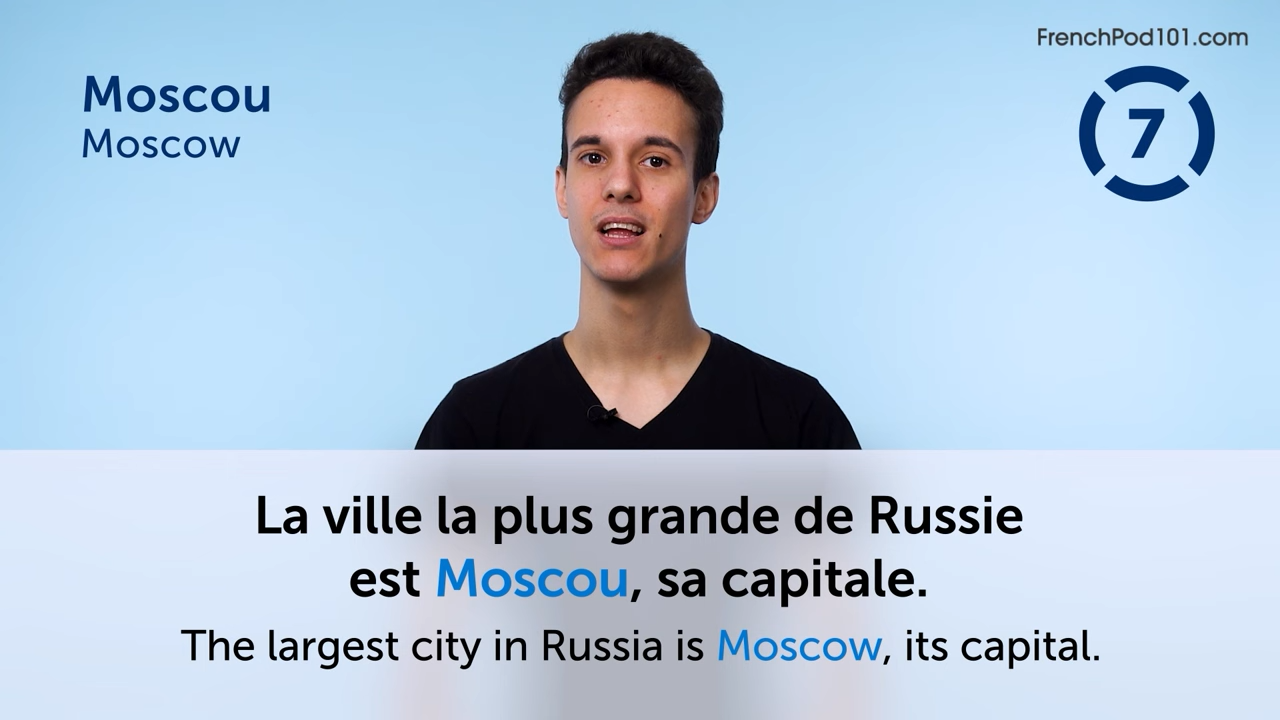 FrenchPod101.com
Moscou
Moscow
7
La ville la plus grande de Russie
est Moscou, sa capitale.
The largest city in Russia is Moscow, its capital.